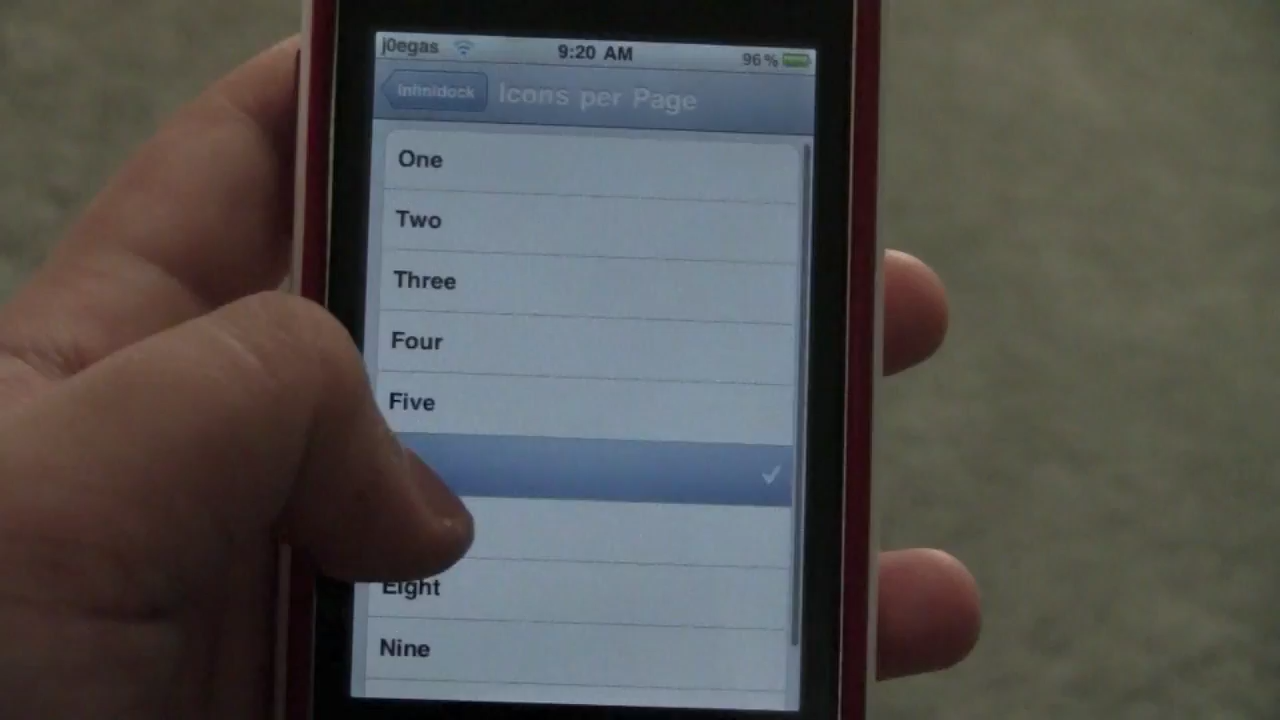 j0egas 9:20 AM 96%
Infinidock Icons per Page
One
Two
Three
Four
Five
Eight
Nine